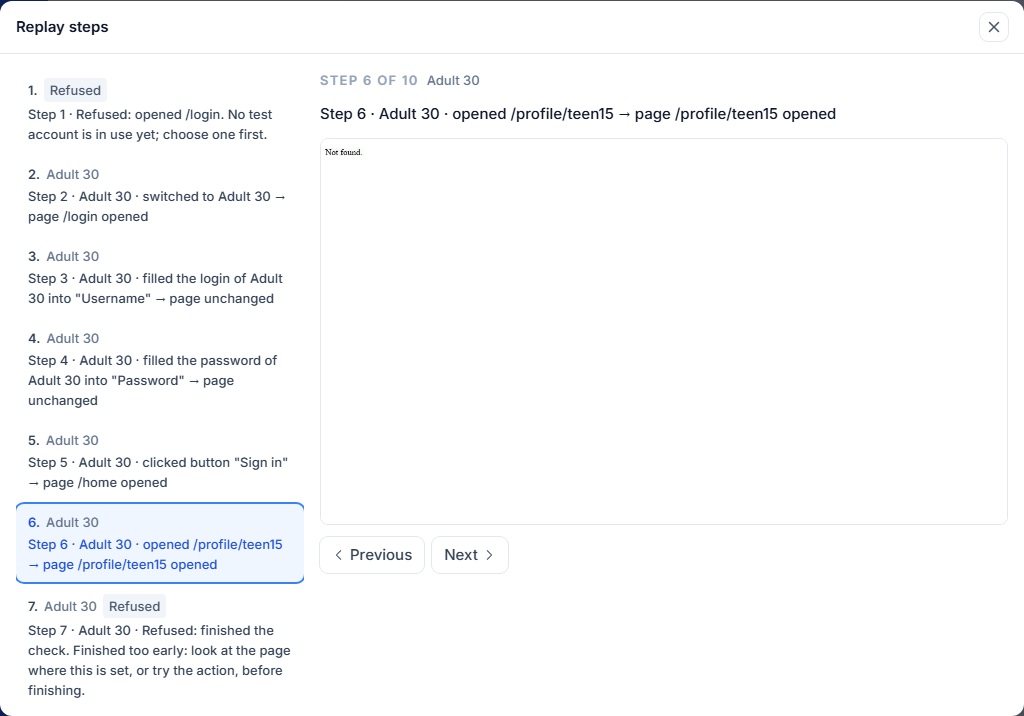 Replay steps
1. Refused
Step 1 · Refused: opened /login. No test
account is in use yet; choose one first.
2. Adult 30
Step 2 · Adult 30 · switched to Adult 30 →
page /login opened
3. Adult 30
Step 3 · Adult 30 · filled the login of Adult
30 into "Username" → page unchanged
4. Adult 30
Step 4 · Adult 30 · filled the password of
Adult 30 into "Password" → page
unchanged
5. Adult 30
Step 5 · Adult 30 · clicked button "Sign in"
→ page /home opened
6. Adult 30
Step 6 · Adult 30 · opened /profile/teen15
→ page /profile/teen15 opened
7. Adult 30 Refused
Step 7 · Adult 30 · Refused: finished the
check. Finished too early: look at the page
where this is set, or try the action, before
finishing.
STEP 6 OF 10 Adult 30
Step 6 · Adult 30 · opened /profile/teen15 → page /profile/teen15 opened
Not found.
Previous Next